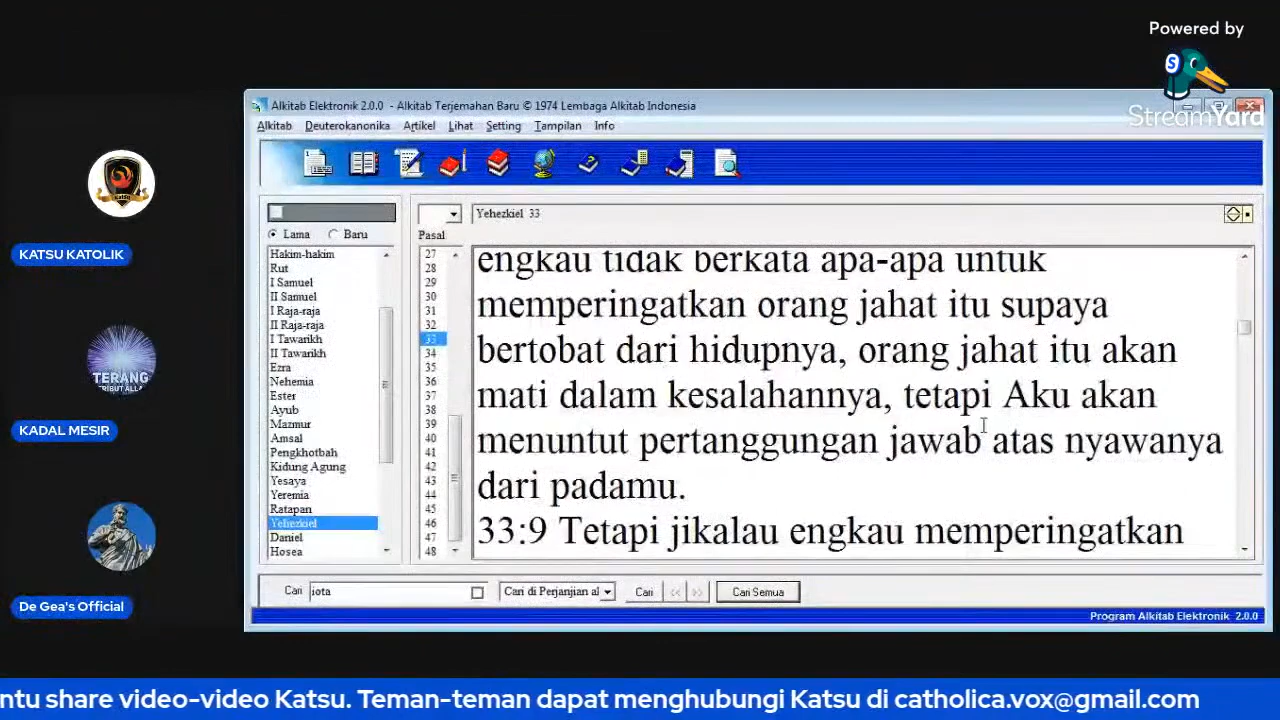 Powered by
StreamYard
Alkitab Elektronik 2.0.0 - Alkitab Terjemahan Baru © 1974 Lembaga Alkitab Indonesia
Alkitab Deuterokanonika Artikel Lihat Setting Tampilan Info
Yehezkiel 33
Lama Baru
Pasal
Hakim-hakim
Rut
I Samuel
II Samuel
I Raja-raja
II Raja-raja
I Tawarikh
II Tawarikh
Ezra
Nehemia
Ester
Ayub
Mazmur
Amsal
Pengkhotbah
Kidung Agung
Yesaya
Yeremia
Ratapan
Yehezkiel
Daniel
Hosea
27
28
29
30
31
32
33
34
35
36
37
38
39
40
41
42
43
44
45
46
47
48
engkau tidak berkata apa-apa untuk
memperingatkan orang jahat itu supaya
bertobat dari hidupnya, orang jahat itu akan
mati dalam kesalahannya, tetapi Aku akan
menuntut pertanggungan jawab atas nyawanya
dari padamu.
33:9 Tetapi jikalau engkau memperingatkan
Cari iota Cari di Perjanjian al Cari << >> Cari Semua
Program Alkitab Elektronik 2.0.0
KatSu
KATSU KATOLIK
TERANG
TRIBUT ALLA
KADAL MESIR
De Gea's Official
ntu share video-video Katsu. Teman-teman dapat menghubungi Katsu di catholica.vox@gmail.com